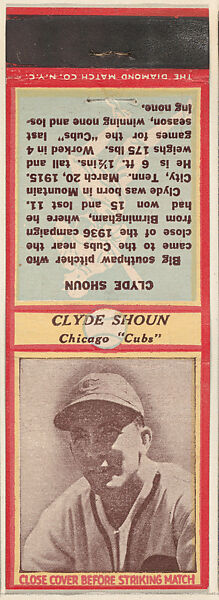 THE DIAMOND MATCH CO. N.Y.C.
CLYDE SHOUN
Big southpaw pitcher who
came to the Cubs near the
close of the 1936 campaign
from Birmingham, where he
had won 15 and lost 11.
Clyde was born Mountain
City, Tenn. March 20, 1915.
He is 6 ft. 1½ins. tall and
weighs 175 lbs. Worked in 4
games for the "Cubs" last
season, winning none and los-
ing none.
CLYDE SHOUN
Chicago "Cubs"
CLOSE COVER BEFORE STRIKING MATCH